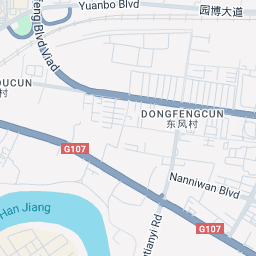 Yuanbo Blvd
园博大道
feng Blvd Viad
OUCUN
村
DONGFENGCUN
东风村
G107
Nanniwan Blvd
Han Jiang
G107
tianyi Rd